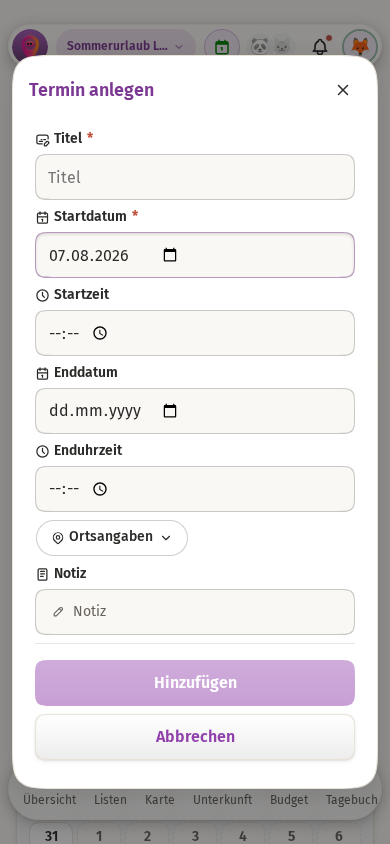 Sommerurlaub L...
Termin anlegen
Titel *
Titel
Startdatum *
07.08.2026
Startzeit
--:--
Enddatum
dd.mm.yyyy
Enduhrzeit
--:--
Ortsangaben
Notiz
Notiz
Hinzufügen
Abbrechen
Übersicht Listen Karte Unterkunft Budget Tagebuch
31 1 2 3 4 5 6